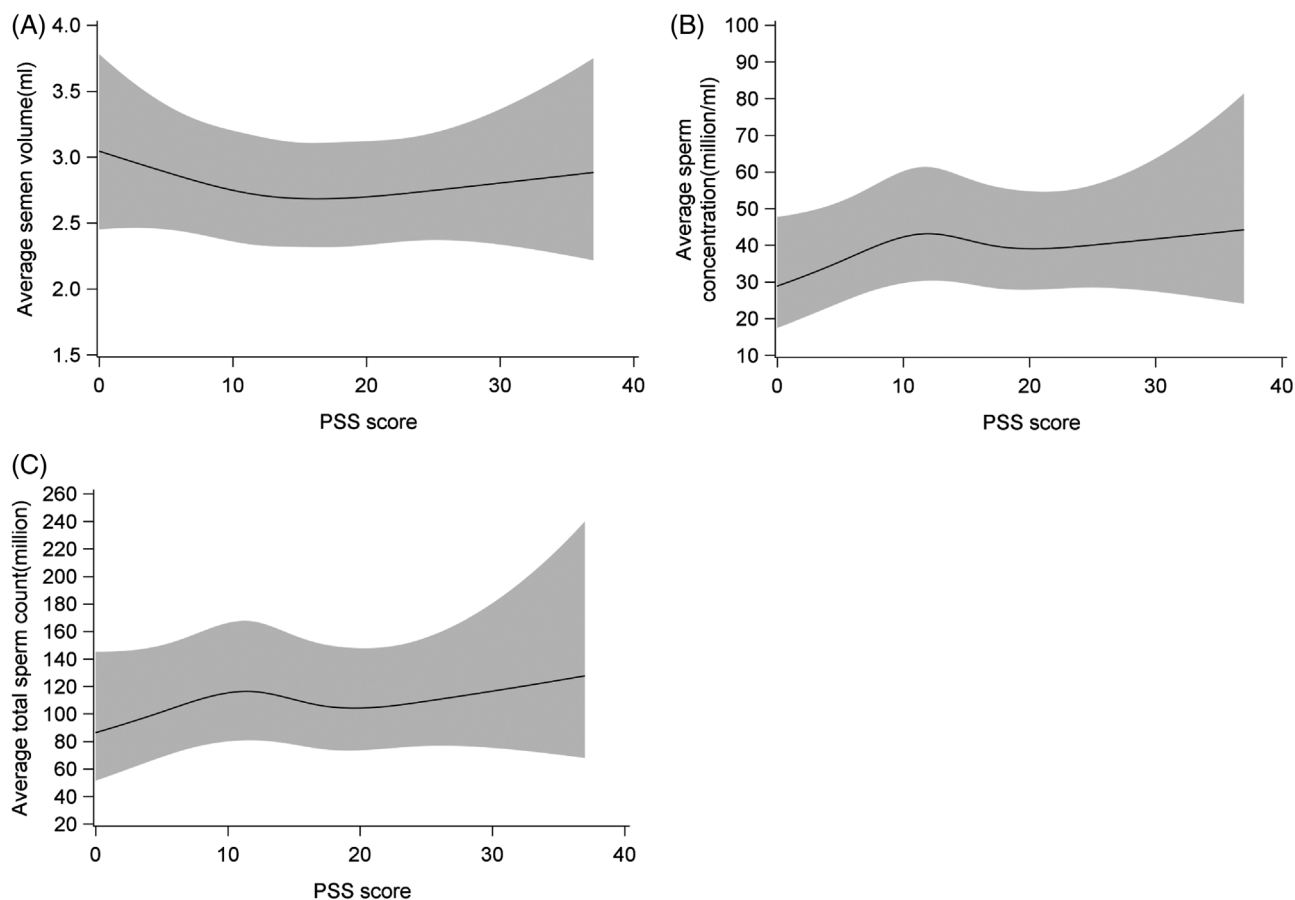 (A)
Average semen volume(ml)
4.0
3.5
3.0
2.5
2.0
1.5
0 10 20 30 40
PSS score
(B)
Average sperm
concentration(million/ml)
100
90
80
70
60
50
40
30
20
10
0 10 20 30 40
PSS score
(C)
Average total sperm count(million)
260
240
220
200
180
160
140
120
100
80
60
40
20
0 10 20 30 40
PSS score